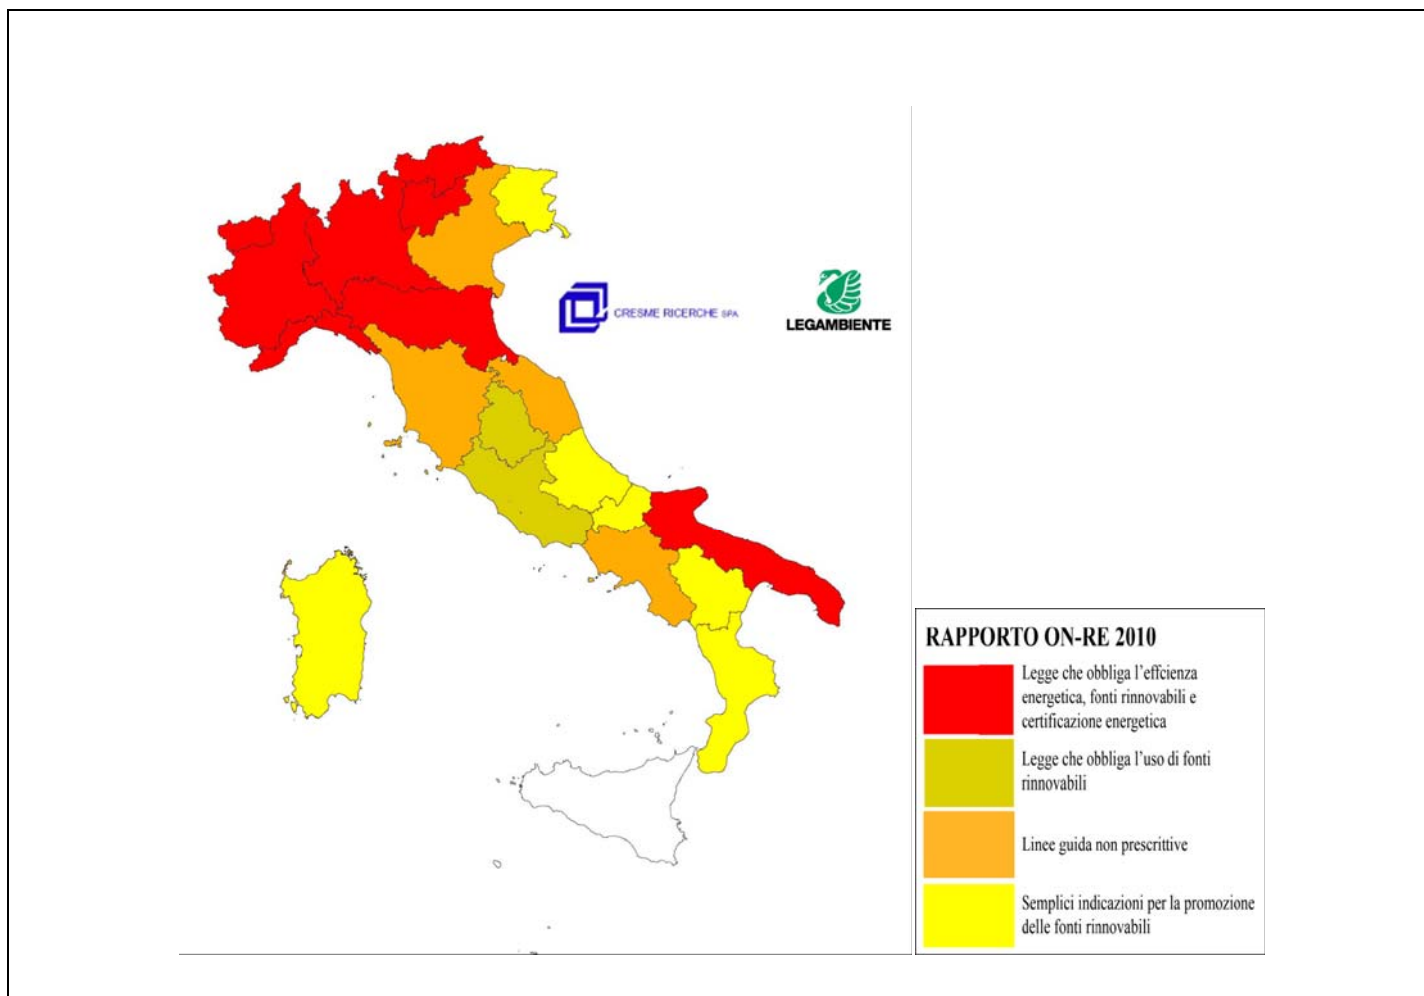 CRESME RICERCHE SPA
LEGAMBIENTE
RAPPORTO ON-RE 2010
Legge che obbliga l'effcienza
energetica, fonti rinnovabili e
certificazione energetica
Legge che obbliga l'uso di fonti
rinnovabili
Linee guida non prescrittive
Semplici indicazioni per la promozione
delle fonti rinnovabili